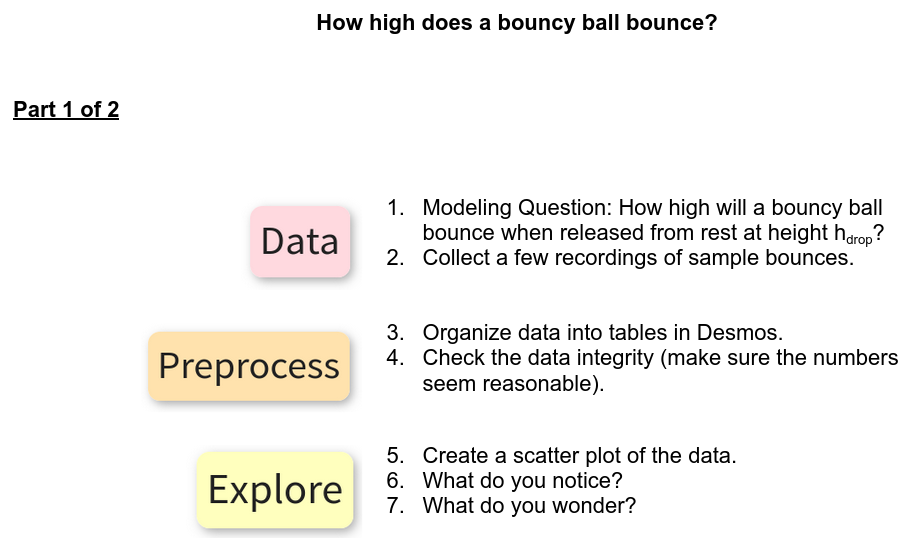 How high does a bouncy ball bounce?
Part 1 of 2
Data
1. Modeling Question: How high will a bouncy ball
bounce when released from rest at height hdrop?
2. Collect a few recordings of sample bounces.
Preprocess
3. Organize data into tables in Desmos.
4. Check the data integrity (make sure the numbers
seem reasonable).
Explore
5. Create a scatter plot of the data.
6. What do you notice?
7. What do you wonder?